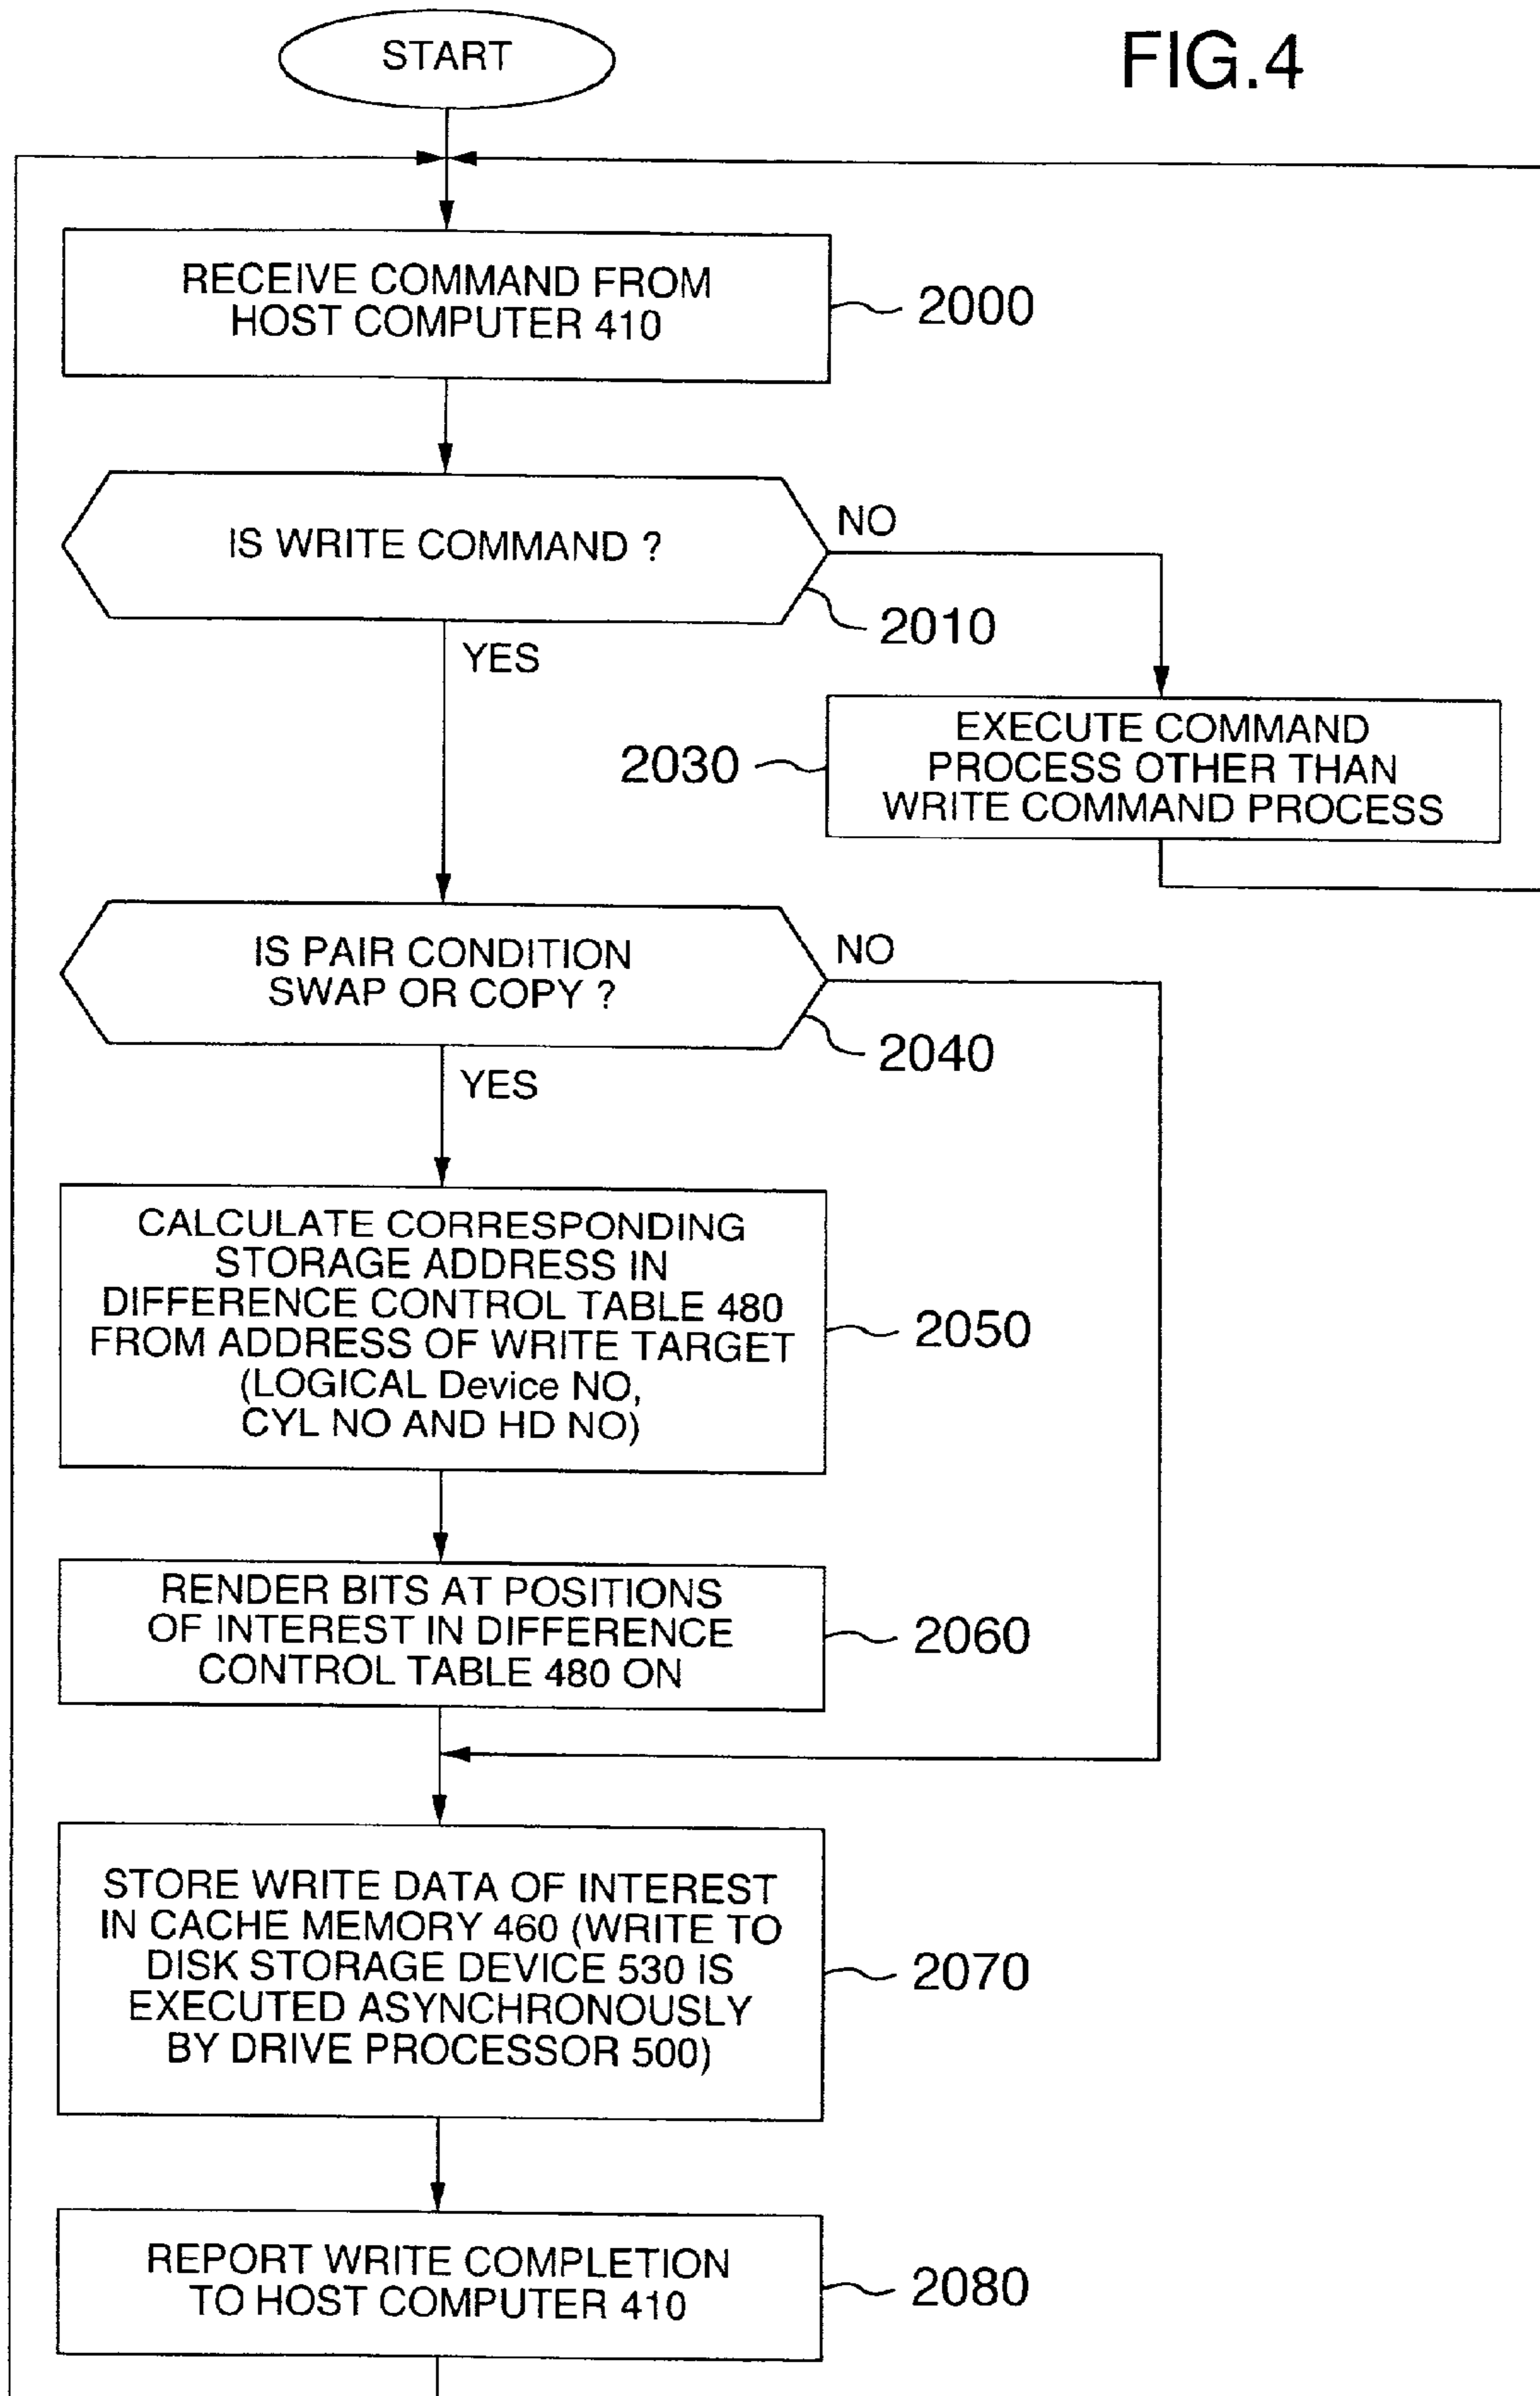 START
FIG.4
RECEIVE COMMAND FROM
HOST COMPUTER 410
2000
IS WRITE COMMAND ?
NO
2010
YES
EXECUTE COMMAND
PROCESS OTHER THAN
WRITE COMMAND PROCESS
2030
IS PAIR CONDITION
SWAP OR COPY ?
NO
2040
YES
CALCULATE CORRESPONDING
STORAGE ADDRESS IN
DIFFERENCE CONTROL TABLE 480
FROM ADDRESS OF WRITE TARGET
(LOGICAL Device NO,
CYL NO AND HD NO)
2050
RENDER BITS AT POSITIONS
OF INTEREST IN DIFFERENCE
CONTROL TABLE 480 ON
2060
STORE WRITE DATA OF INTEREST
IN CACHE MEMORY 460 (WRITE TO
DISK STORAGE DEVICE 530 IS
EXECUTED ASYNCHRONOUSLY
BY DRIVE PROCESSOR 500)
2070
REPORT WRITE COMPLETION
TO HOST COMPUTER 410
2080